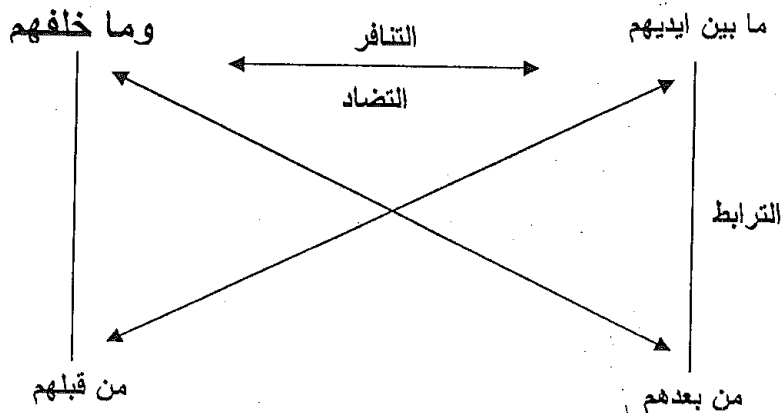 ما بين ايديهم
وما خلفهم
التنافر
التضاد
الترابط
من بعدهم
من قبلهم